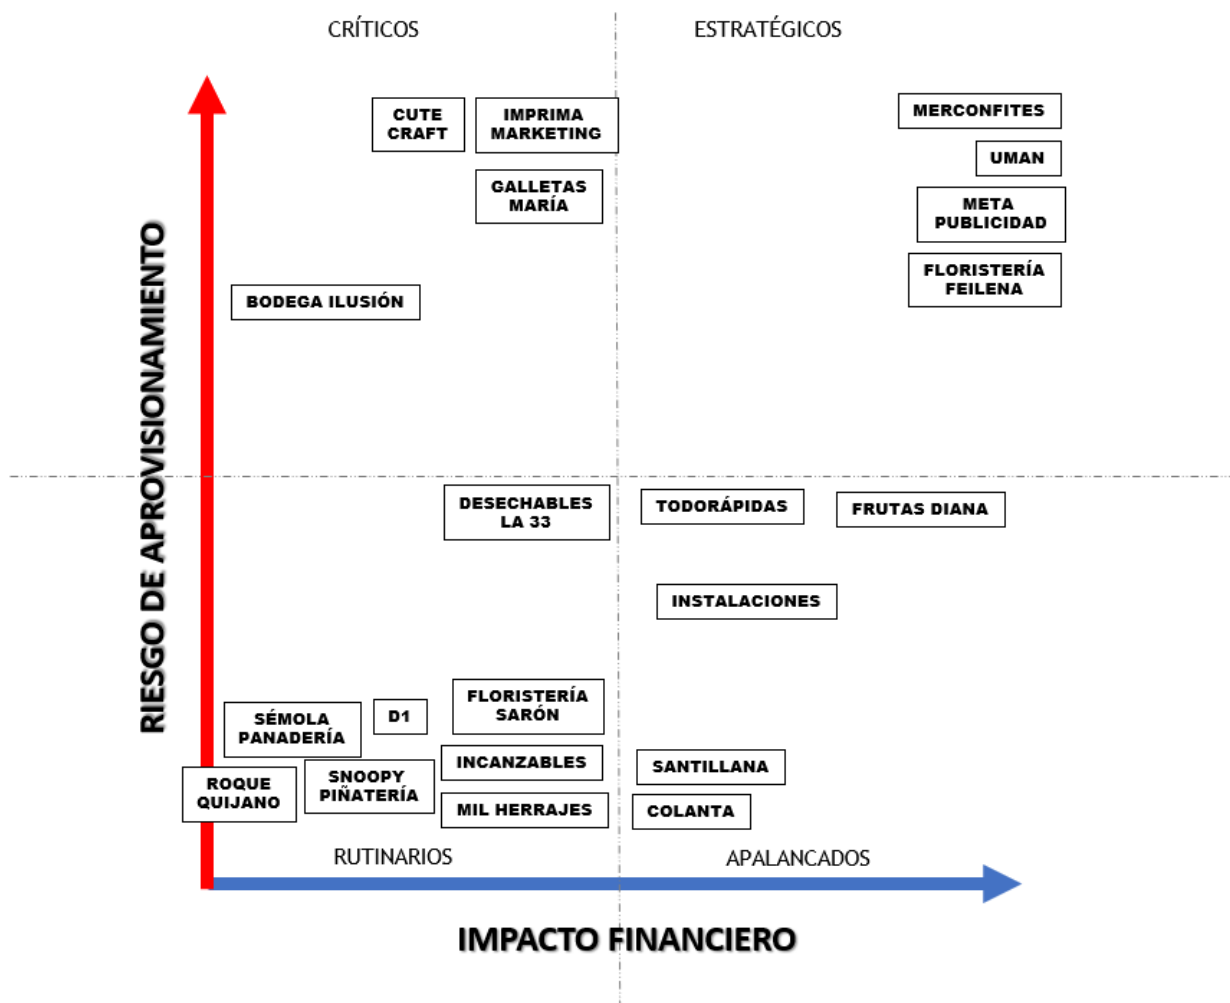 CRÍTICOS
ESTRATÉGICOS
CUTE
CRAFT
IMPRIMA
MARKETING
MERCONFITES
UMAN
GALLETAS
MARÍA
META
PUBLICIDAD
FLORISTERÍA
FEILENA
BODEGA ILUSIÓN
RIESGO DE APROVISIONAMIENTO
DESECHABLES
LA 33
TODORÁPIDAS
FRUTAS DIANA
INSTALACIONES
FLORISTERÍA
SARÓN
SÉMOLA
PANADERÍA
D1
INCANZABLES
SANTILLANA
ROQUE
QUIJANO
SNOOPY
PIÑATERÍA
MIL HERRAJES
COLANTA
RUTINARIOS
APALANCADOS
IMPACTO FINANCIERO